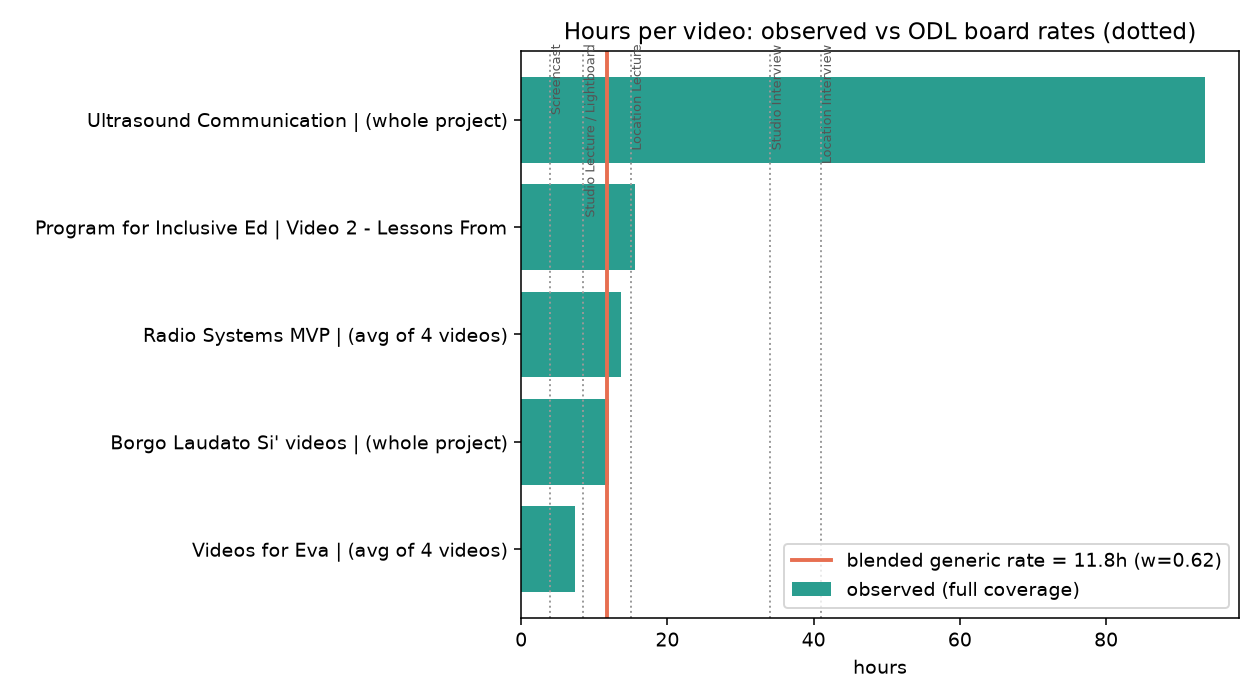 Hours per video: observed vs ODL board rates (dotted)
Screencast
Studio Lecture / Lightboard
Location Lecture
Studio Interview
Location Interview
Ultrasound Communication | (whole project)
Program for Inclusive Ed | Video 2 - Lessons From
Radio Systems MVP | (avg of 4 videos)
Borgo Laudato Si' videos | (whole project)
Videos for Eva | (avg of 4 videos)
blended generic rate = 11.8h (w=0.62)
observed (full coverage)
0 20 40 60 80
hours